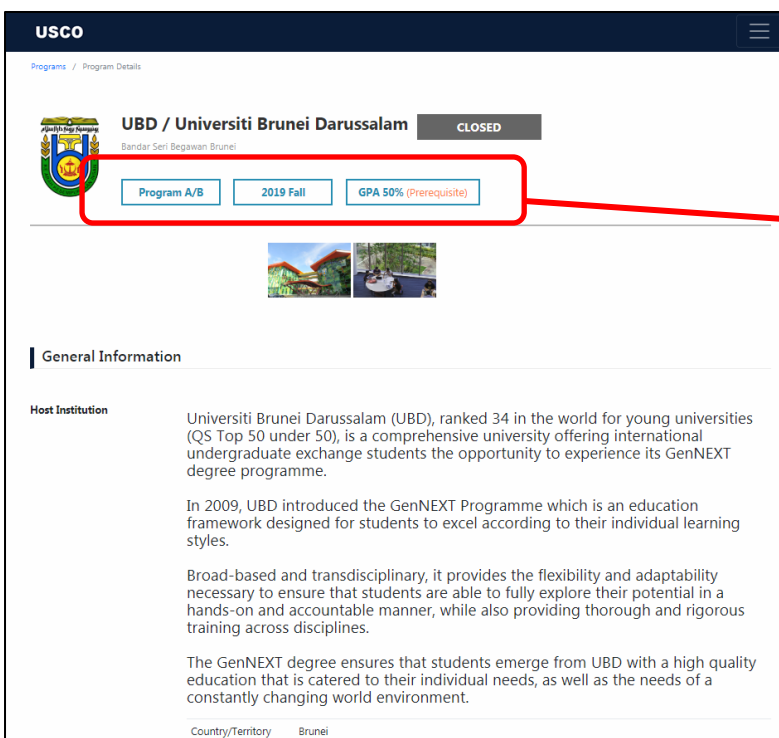 USCO
Programs / Program Details
UBD / Universiti Brunei Darussalam
CLOSED
Bandar Seri Begawan Brunei
Program A/B
2019 Fall
GPA 50% (Prerequisite)
General Information
Host Institution
Universiti Brunei Darussalam (UBD), ranked 34 in the world for young universities
(QS Top 50 under 50), is a comprehensive university offering international
undergraduate exchange students the opportunity to experience its GenNEXT
degree programme.
In 2009, UBD introduced the GenNEXT Programme which is an education
framework designed for students to excel according to their individual learning
styles.
Broad-based and transdisciplinary, it provides the flexibility and adaptability
necessary to ensure that students are able to fully explore their potential in a
hands-on and accountable manner, while also providing thorough and rigorous
training across disciplines.
The GenNEXT degree ensures that students emerge from UBD with a high quality
education that is catered to their individual needs, as well as the needs of a
constantly changing world environment.
Country/Territory Brunei